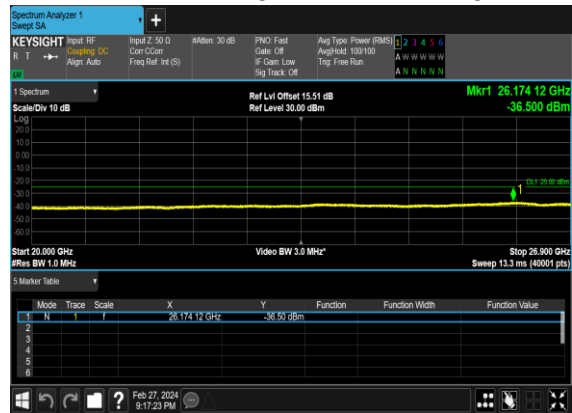 Spectrum Analyzer 1
Swept SA
+
KEYSIGHT Input: RF Input Z: 50 Ω #Atten: 30 dB PNO: Fast Avg Type: Power (RMS) 1 2 3 4 5 6
R T Coupling: DC Corr CCorr Gate: Off Avg|Hold: 100/100 A W W W W W
Align: Auto Freq Ref: Int (S) IF Gain: Low Trig: Free Run
LW Sig Track: Off A N N N N N
1 Spectrum Ref Lvl Offset 15.51 dB Mkr1 26.174 12 GHz
Scale/Div 10 dB Ref Level 30.00 dBm -36.500 dBm
Log
20.0
10.0
0.00
-10.0
-20.0
DL1 -25.00 dBm
-30.0
1
-40.0
-50.0
-60.0
Start 20.000 GHz Video BW 3.0 MHz* Stop 26.900 GHz
#Res BW 1.0 MHz Sweep 13.3 ms (40001 pts)
5 Marker Table
Mode Trace Scale X Y Function Function Width Function Value
1 N 1 f 26.174 12 GHz -36.50 dBm
2
3
4
5
6
? Feb 27, 2024
9:17:23 PM